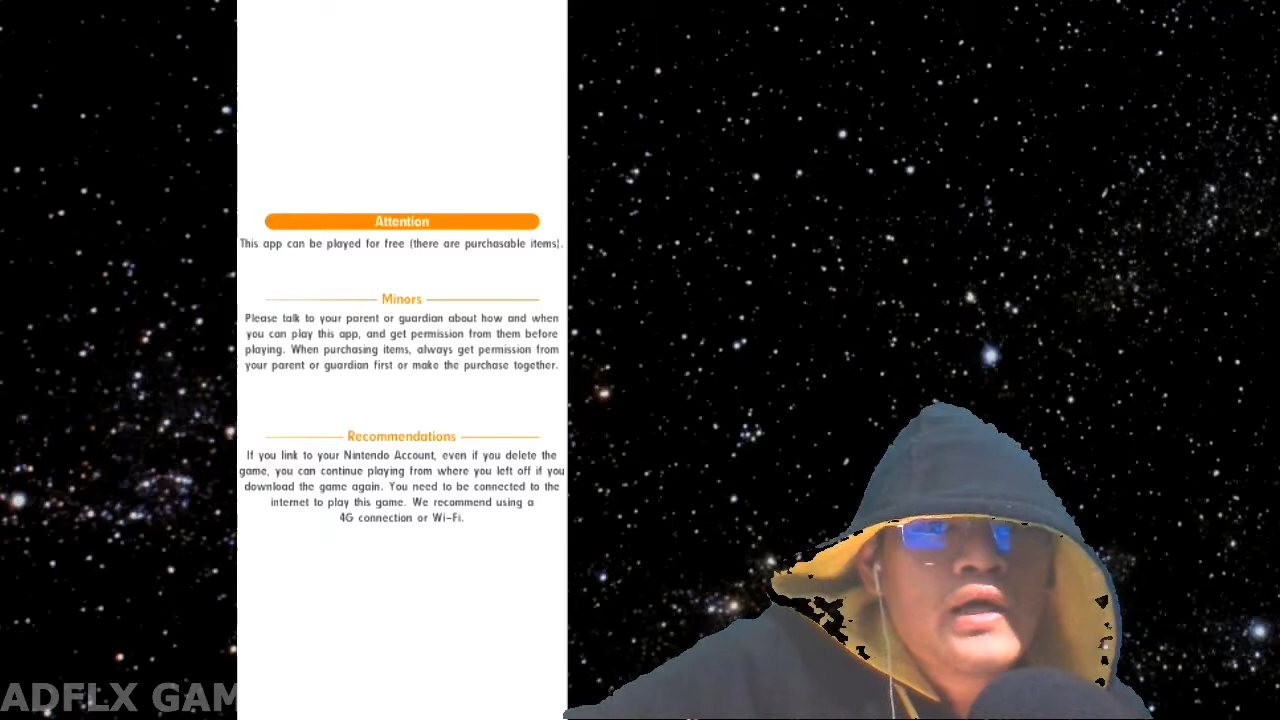 Attention
This app can be played for free (there are purchasable items).
Minors
Please talk to your parent or guardian about how and when
you can play this app, and get permission from them before
playing. When purchasing items, always get permission from
your parent or guardian first or make the purchase together.
Recommendations
If you link to your Nintendo Account, even if you delete the
game, you can continue playing from where you left off if you
download the game again. You need to be connected to the
internet to play this game. We recommend using a
4G connection or Wi-Fi.
ADFLX GAM